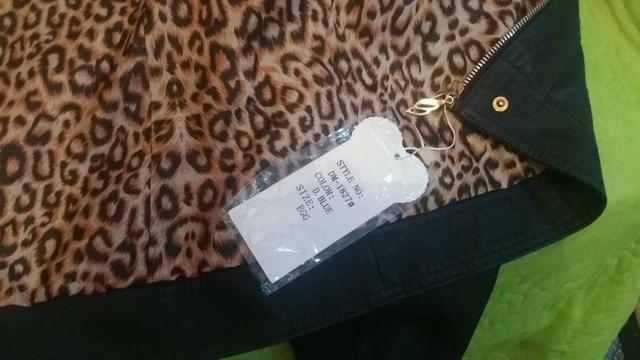 STYLE NO:
DM-1827#
COLOR:
D. BLUE
SIZE:
EGG